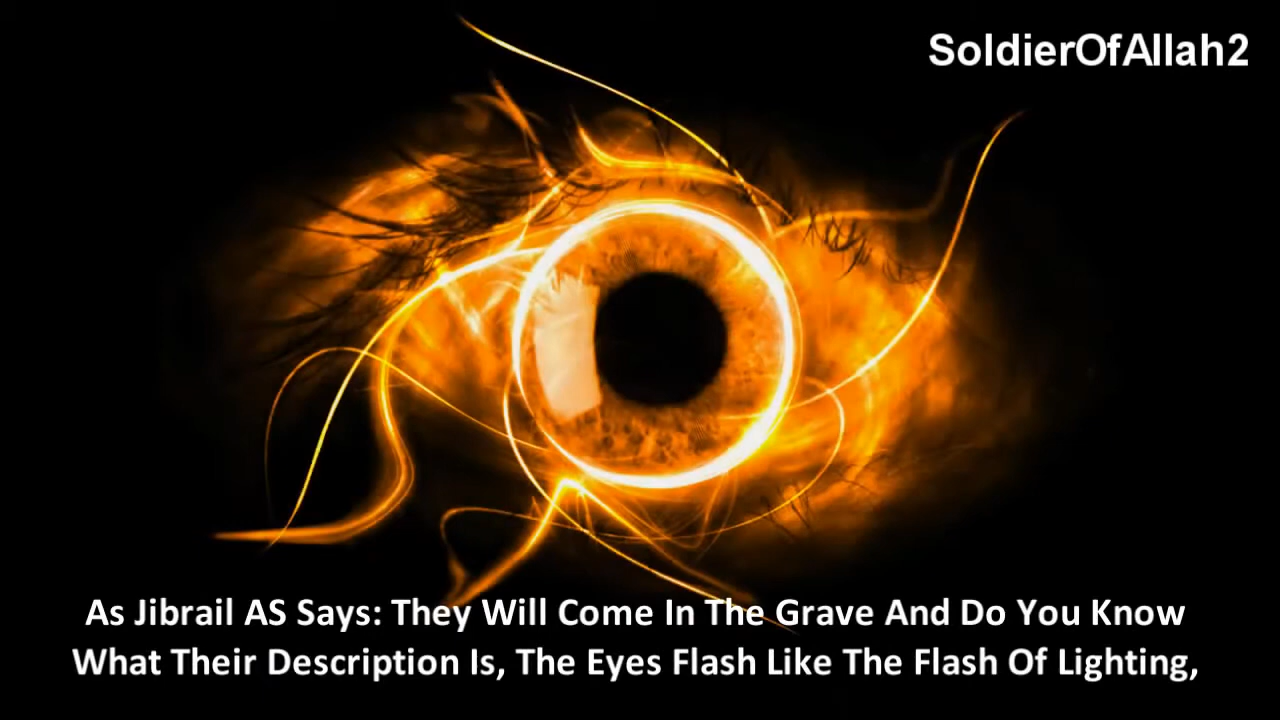 SoldierOfAllah2
As Jibrail AS Says: They Will Come In The Grave And Do You Know
What Their Description Is, The Eyes Flash Like The Flash Of Lighting,